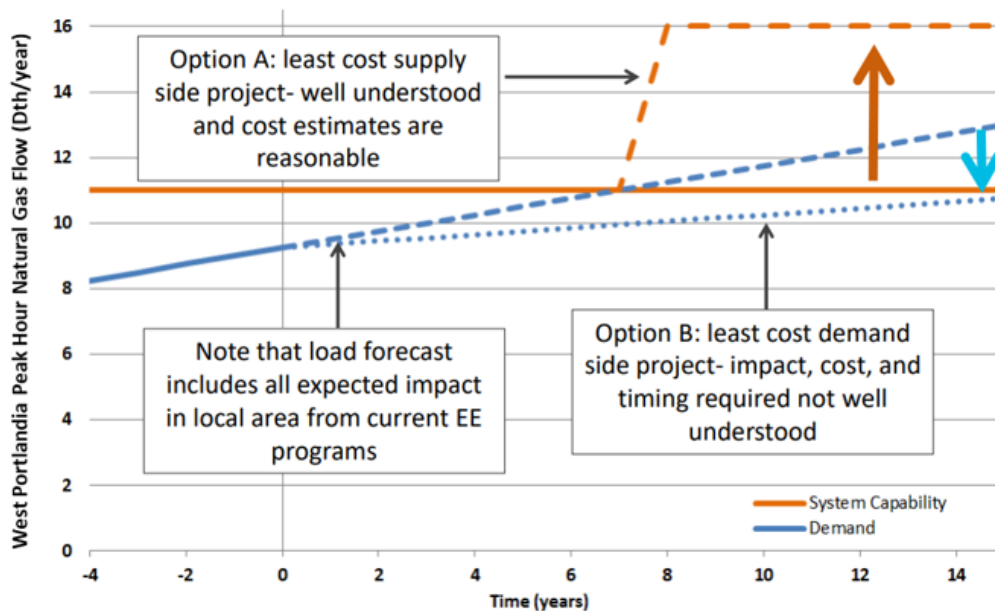 West Portlandia Peak Hour Natural Gas Flow (Dth/year)
16
14
12
10
8
6
4
2
0
Option A: least cost supply
side project- well understood
and cost estimates are
reasonable
Note that load forecast
includes all expected impact
in local area from current EE
programs
Option B: least cost demand
side project- impact, cost, and
timing required not well
understood
System Capability
Demand
-4 -2 0 2 4 6 8 10 12 14
Time (years)